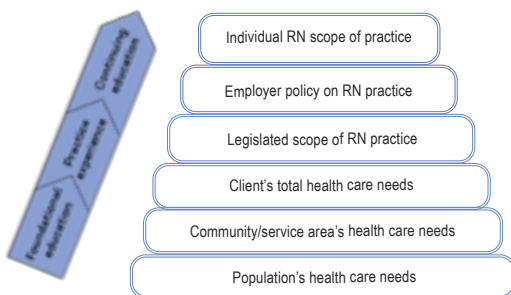 Continuing
education
Practice
experience
Foundational
education
Individual RN scope of practice
Employer policy on RN practice
Legislated scope of RN practice
Client's total health care needs
Community/service area's health care needs
Population's health care needs